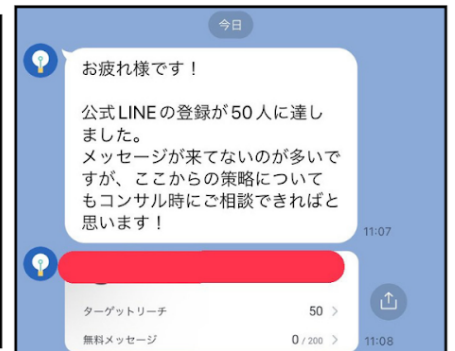 今日
お疲れ様です！
公式LINEの登録が50人に達し
ました。
メッセージが来てないのが多いで
すが、ここからの策略について
もコンサル時にご相談できればと
思います！
11:07
ターゲットリーチ 50 >
無料メッセージ 0 / 200 >
11:08